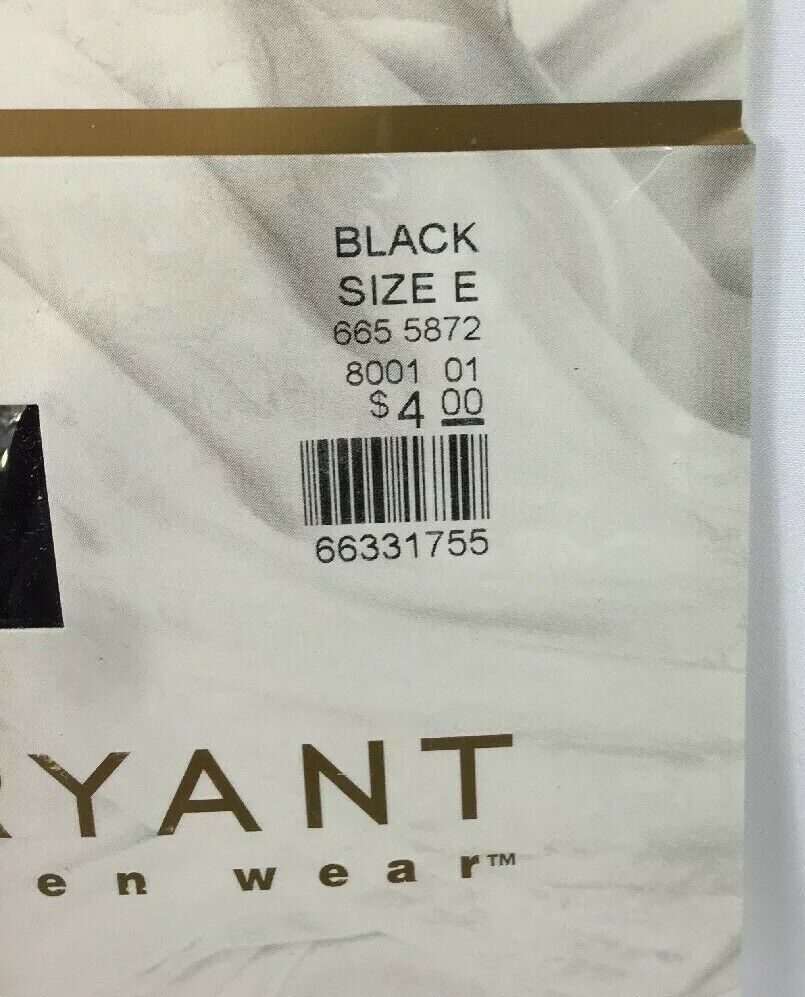 BLACK
SIZE E
665 5872
8001 01
$4 00
66331755
RYANT
en wear™